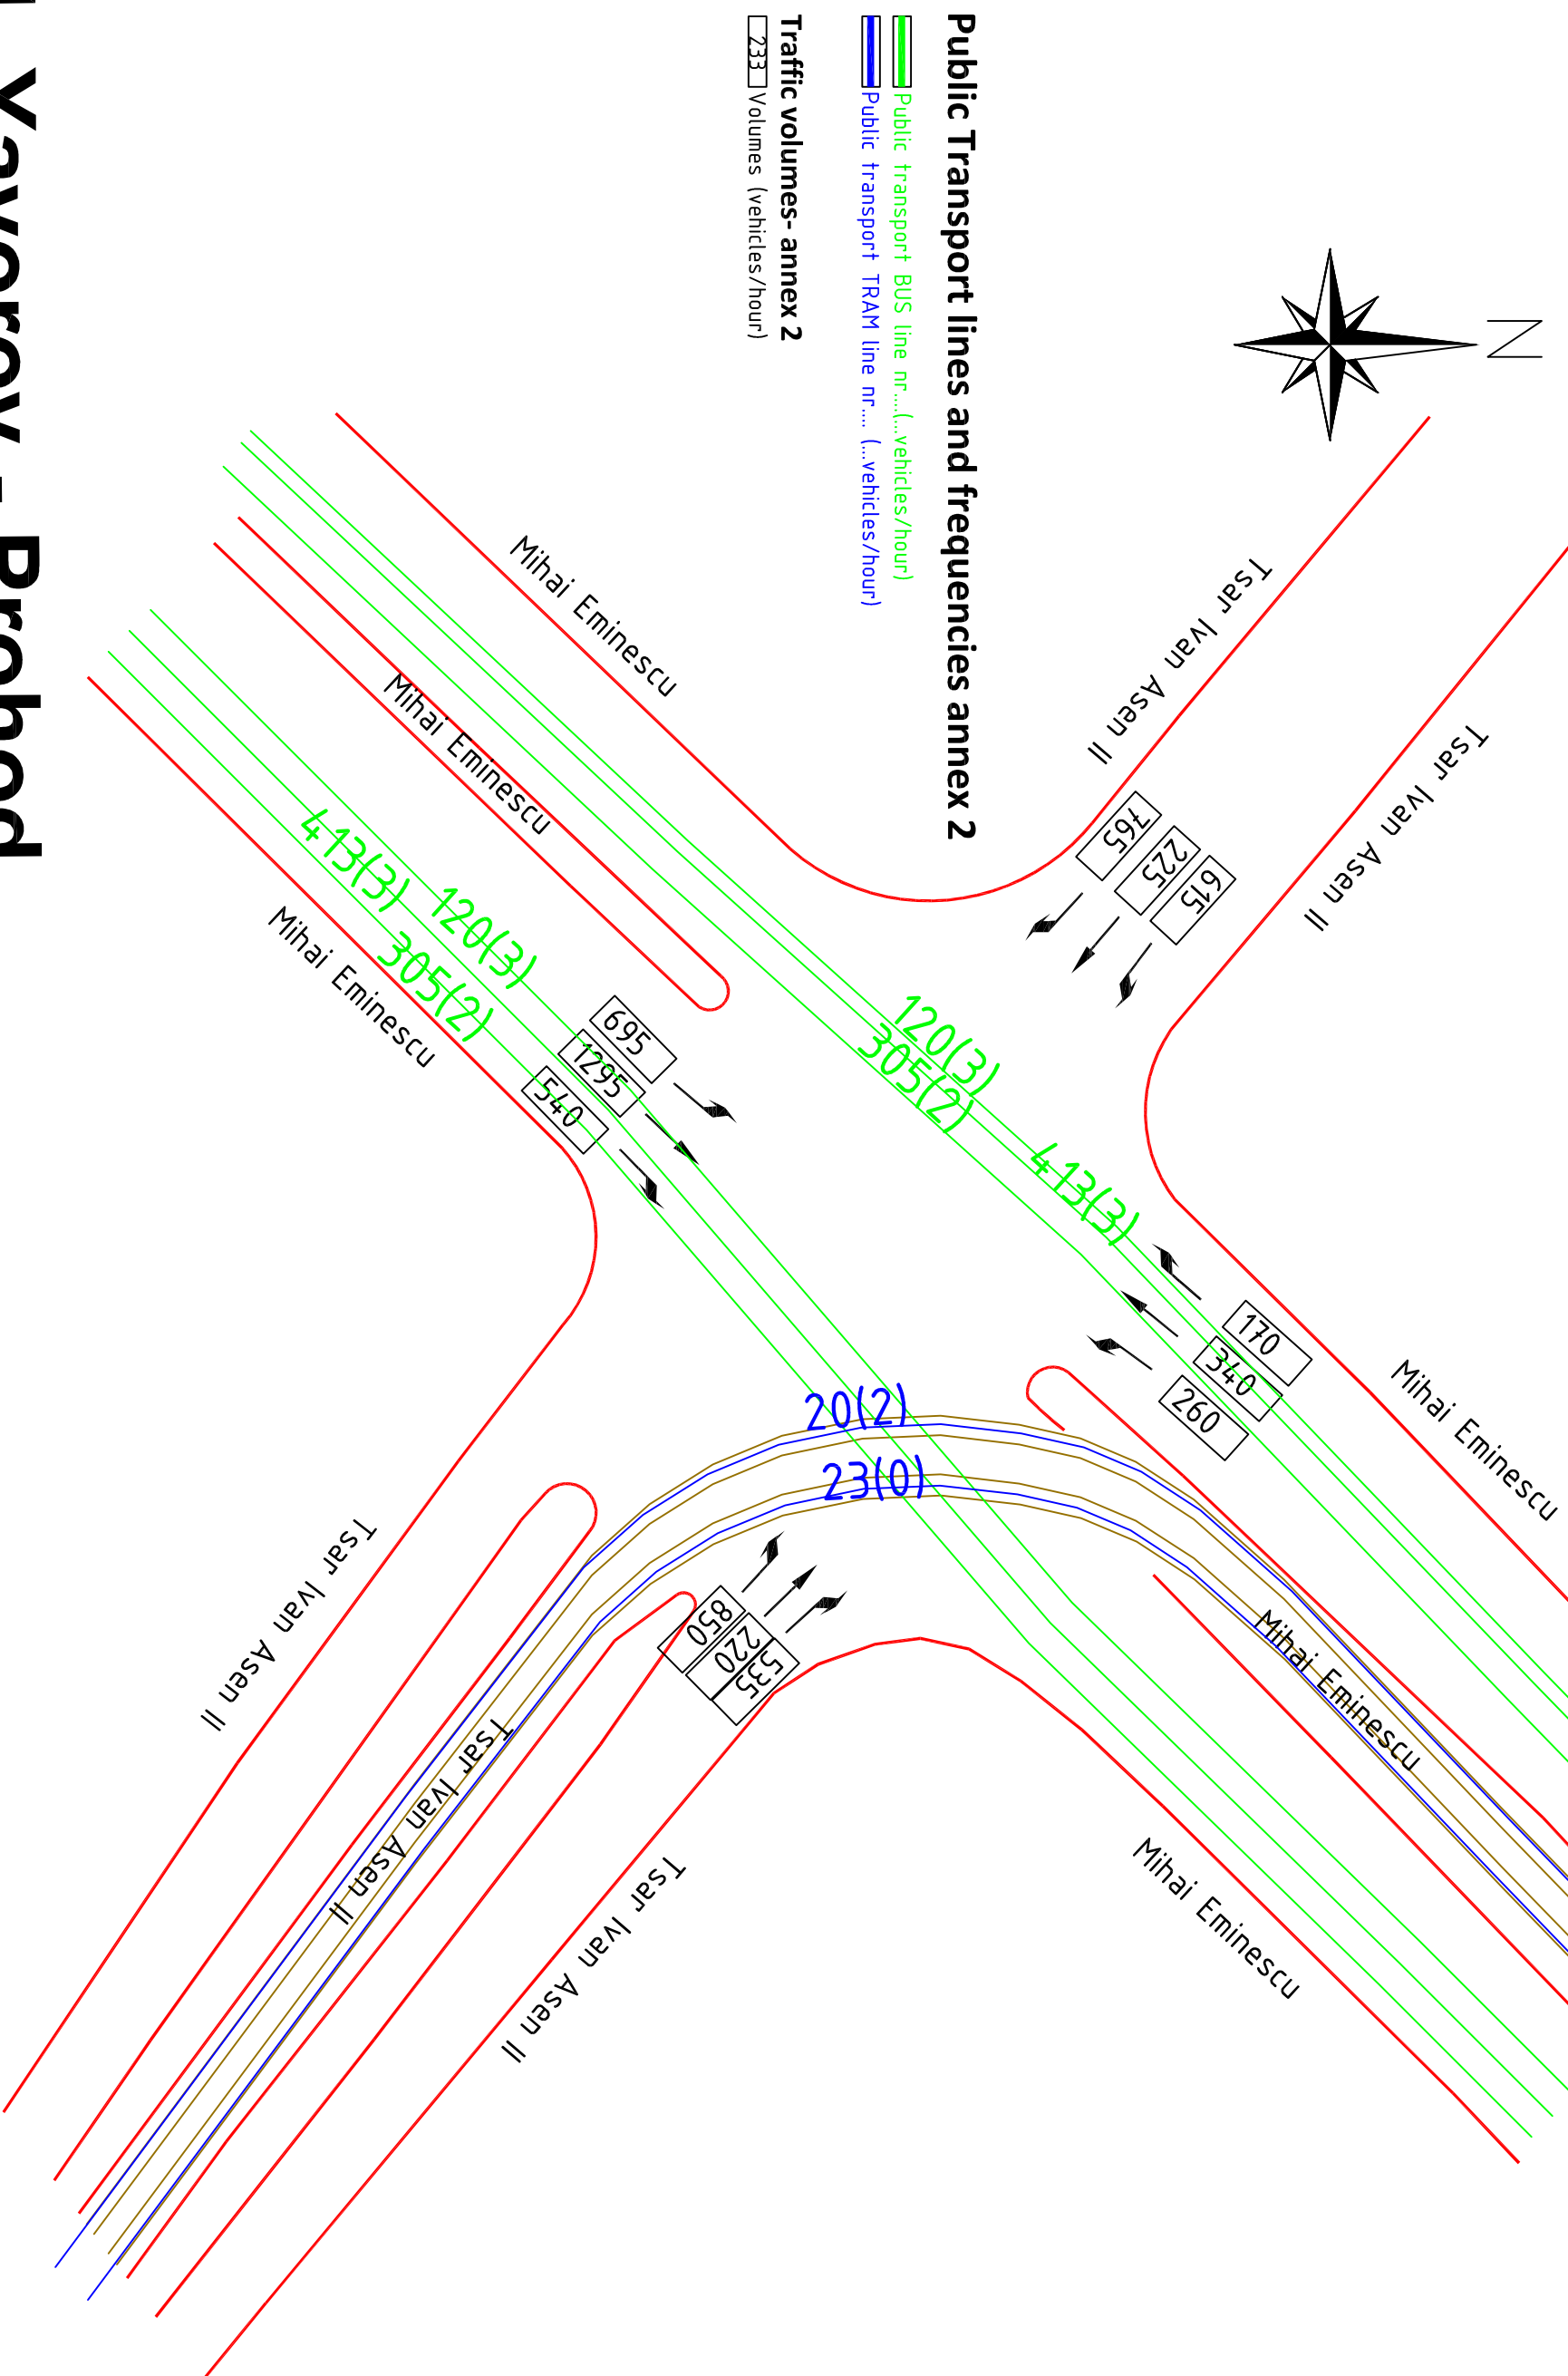 Yavorov - Prohod
Public Transport lines and frequencies annex 2
Public transport BUS line nr....(...vehicles/hour)
Public transport TRAM line nr.... (...vehicles/hour)
Traffic volumes- annex 2
233 Volumes (vehicles/hour)
N
Tsar Ivan Asen II
Tsar Ivan Asen II
Mihai Eminescu
Mihai Eminescu
Mihai Eminescu
765
225
615
413(3)
120(3)
305(2)
695
1295
540
120(3)
305(2)
413(3)
170
340
260
Mihai Eminescu
Mihai Eminescu
Mihai Eminescu
20(2)
23(0)
850
220
535
Tsar Ivan Asen II
Tsar Ivan Asen II
Tsar Ivan Asen II